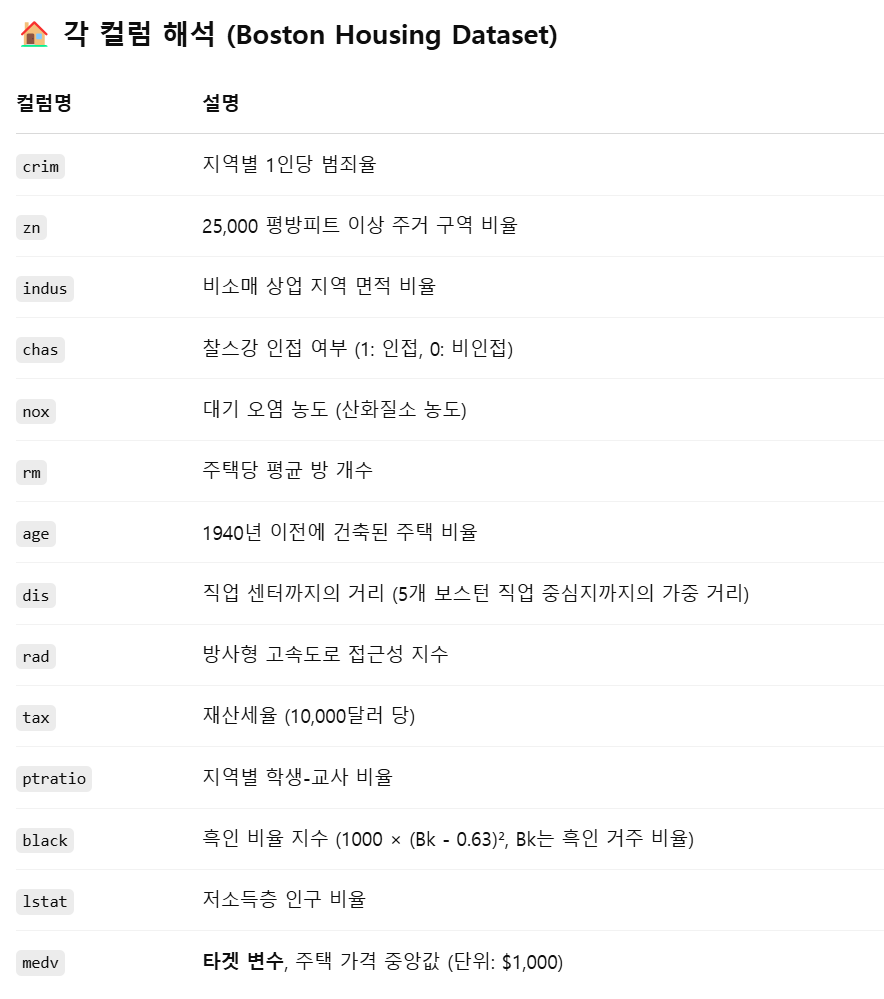 🏠 각 컬럼 해석 (Boston Housing Dataset)
컬럼명 설명
crim 지역별 1인당 범죄율
zn 25,000 평방피트 이상 주거 구역 비율
indus 비소매 상업 지역 면적 비율
chas 찰스강 인접 여부 (1: 인접, 0: 비인접)
nox 대기 오염 농도 (산화질소 농도)
rm 주택당 평균 방 개수
age 1940년 이전에 건축된 주택 비율
dis 직업 센터까지의 거리 (5개 보스턴 직업 중심지까지의 가중 거리)
rad 방사형 고속도로 접근성 지수
tax 재산세율 (10,000달러 당)
ptratio 지역별 학생-교사 비율
black 흑인 비율 지수 (1000 × (Bk - 0.63)², Bk는 흑인 거주 비율)
lstat 저소득층 인구 비율
medv 타겟 변수, 주택 가격 중앙값 (단위: $1,000)